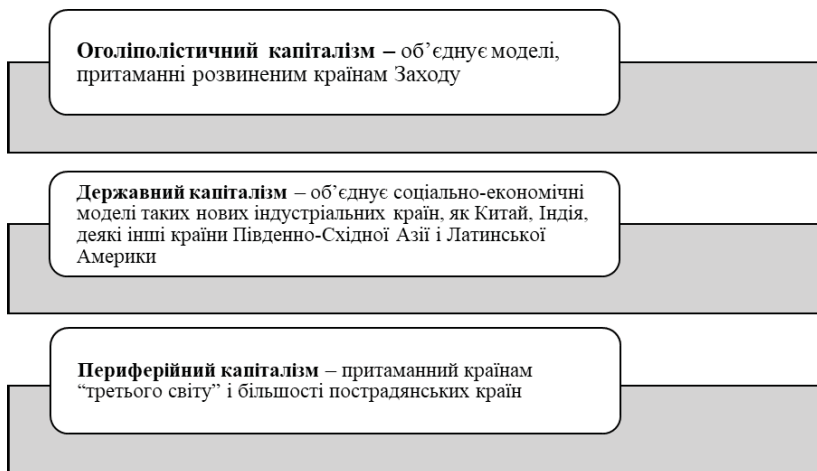 Оголіполістичний капіталізм – об’єднує моделі,
притаманні розвиненим країнам Заходу
Державний капіталізм – об’єднує соціально-економічні
моделі таких нових індустріальних країн, як Китай, Індія,
деякі інші країни Південно-Східної Азії і Латинської
Америки
Периферійний капіталізм – притаманний країнам
“третього світу” і більшості пострадянських країн